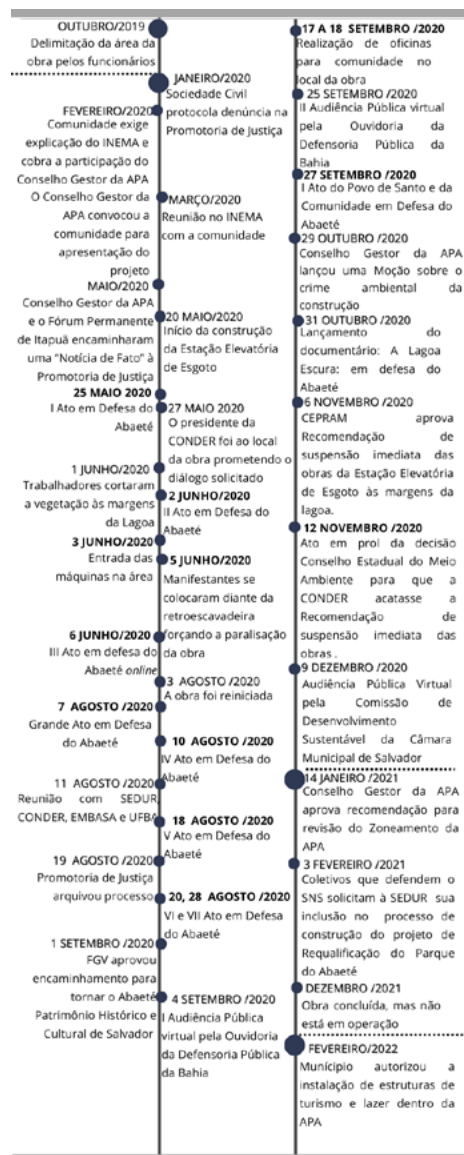 OUTUBRO/2019
Delimitação da área da
obra pelos funcionários
JANEIRO/2020
Sociedade Civil
protocola denúncia na
Promotoria de Justiça
FEVEREIRO/2020
Comunidade exige
explicação do INEMA e
cobra a participação do
Conselho Gestor da APA
O Conselho Gestor da
APA convocou a
comunidade para
apresentação do
projeto
MARÇO/2020
Reunião no INEMA
com a comunidade
MAIO/2020
Conselho Gestor da APA
e o Fórum Permanente
de Itapuã encaminharam
uma "Notícia de Fato" à
Promotoria de Justiça
20 MAIO/2020
Início da construção
da Estação Elevatória
de Esgoto
25 MAIO 2020
I Ato em Defesa do
Abaeté
27 MAIO 2020
O presidente da
CONDER foi ao local
da obra prometendo o
diálogo solicitado
1 JUNHO/2020
Trabalhadores cortaram
a vegetação às margens
da Lagoa
2 JUNHO/2020
II Ato em Defesa do
Abaeté
3 JUNHO/2020
Entrada das
máquinas na área
5 JUNHO/2020
Manifestantes se
colocaram diante da
retroescavadeira
forçando a paralisação
da obra
6 JUNHO/2020
III Ato em defesa do
Abaeté online
3 AGOSTO/2020
A obra foi reiniciada
7 AGOSTO/2020
Grande Ato em Defesa
do Abaeté
10 AGOSTO/2020
IV Ato em Defesa do
Abaeté
11 AGOSTO/2020
Reunião com SEDUR,
CONDER, EMBASA e UFBA
18 AGOSTO/2020
V Ato em Defesa do
Abaeté
19 AGOSTO/2020
Promotoria de Justiça
arquivou processo
20, 28 AGOSTO /2020
VI e VII Ato em Defesa
do Abaeté
1 SETEMBRO /2020
FGV aprovou
encaminhamento para
tornar o Abaeté
Patrimônio Histórico e
Cultural de Salvador
4 SETEMBRO /2020
I Audiência Pública
virtual pela Ouvidoria
da Defensoria Pública
da Bahia
17 A 18 SETEMBRO /2020
Realização de oficinas
para comunidade no
local da obra
25 SETEMBRO /2020
II Audiência Pública virtual
pela Ouvidoria da
Defensoria Pública da
Bahia
27 SETEMBRO /2020
I Ato do Povo de Santo e da
Comunidade em Defesa do
Abaeté
29 OUTUBRO /2020
Conselho Gestor da APA
lançou uma Moção sobre o
crime ambiental da
construção
31 OUTUBRO /2020
Lançamento do
documentário: A Lagoa
Escura: em defesa do
Abaeté
6 NOVEMBRO /2020
CEPRAM aprova
Recomendação de
suspensão imediata das
obras da Estação Elevatória
de Esgoto às margens da
lagoa.
12 NOVEMBRO /2020
Ato em prol da decisão
Conselho Estadual do Meio
Ambiente para que a
CONDER acatasse a
Recomendação de
suspensão imediata das
obras .
9 DEZEMBRO /2020
Audiência Pública Virtual
pela Comissão de
Desenvolvimento
Sustentável da Câmara
Municipal de Salvador
14 JANEIRO /2021
Conselho Gestor da APA
aprova recomendação para
revisão do Zoneamento da
APA
3 FEVEREIRO /2021
Coletivos que defendem o
SNS solicitam à SEDUR sua
inclusão no processo de
construção do projeto de
Requalificação do Parque
do Abaeté
DEZEMBRO /2021
Obra concluída, mas não
está em operação
FEVEREIRO/2022
Município autorizou a
instalação de estruturas de
turismo e lazer dentro da
APA